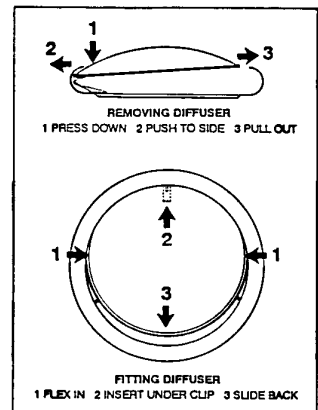 1
2
3
REMOVING DIFFUSER
1 PRESS DOWN 2 PUSH TO SIDE 3 PULL OUT
2
1 1
3
FITTING DIFFUSER
1 FLEX IN 2 INSERT UNDER CLIP 3 SLIDE BACK